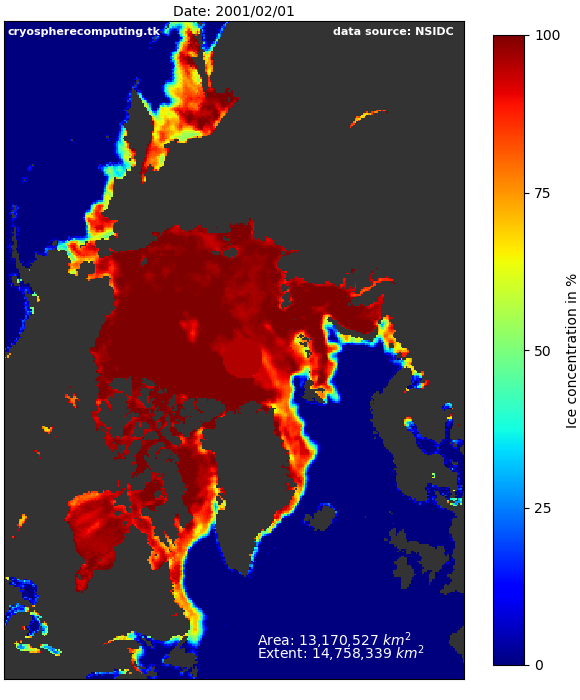 Date: 2001/02/01
cryospherecomputing.tk
data source: NSIDC
100
75
50
25
0
Ice concentration in %
Area: 13,170,527 km²
Extent: 14,758,339 km²